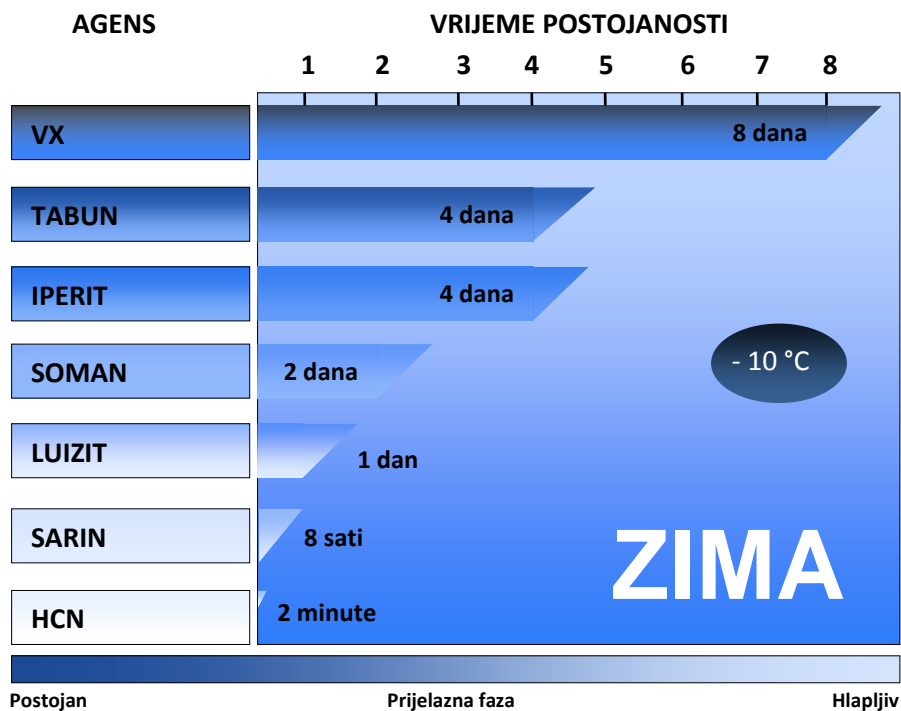 AGENS VRIJEME POSTOJANOSTI
1 2 3 4 5 6 7 8
VX 8 dana
TABUN 4 dana
IPERIT 4 dana
SOMAN 2 dana
- 10 °C
LUIZIT 1 dan
SARIN 8 sati
ZIMA
HCN 2 minute
Postojan Prijelazna faza Hlapljiv